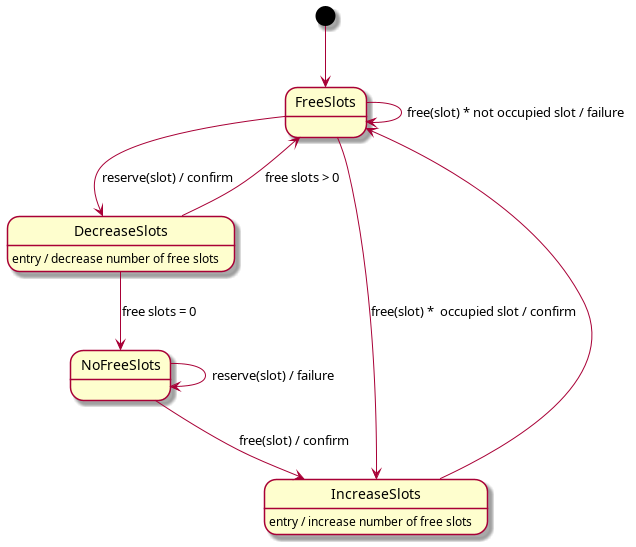 FreeSlots
free(slot) * not occupied slot / failure
reserve(slot) / confirm
free slots > 0
DecreaseSlots
entry / decrease number of free slots
free slots = 0
free(slot) *  occupied slot / confirm
NoFreeSlots
reserve(slot) / failure
free(slot) / confirm
IncreaseSlots
entry / increase number of free slots